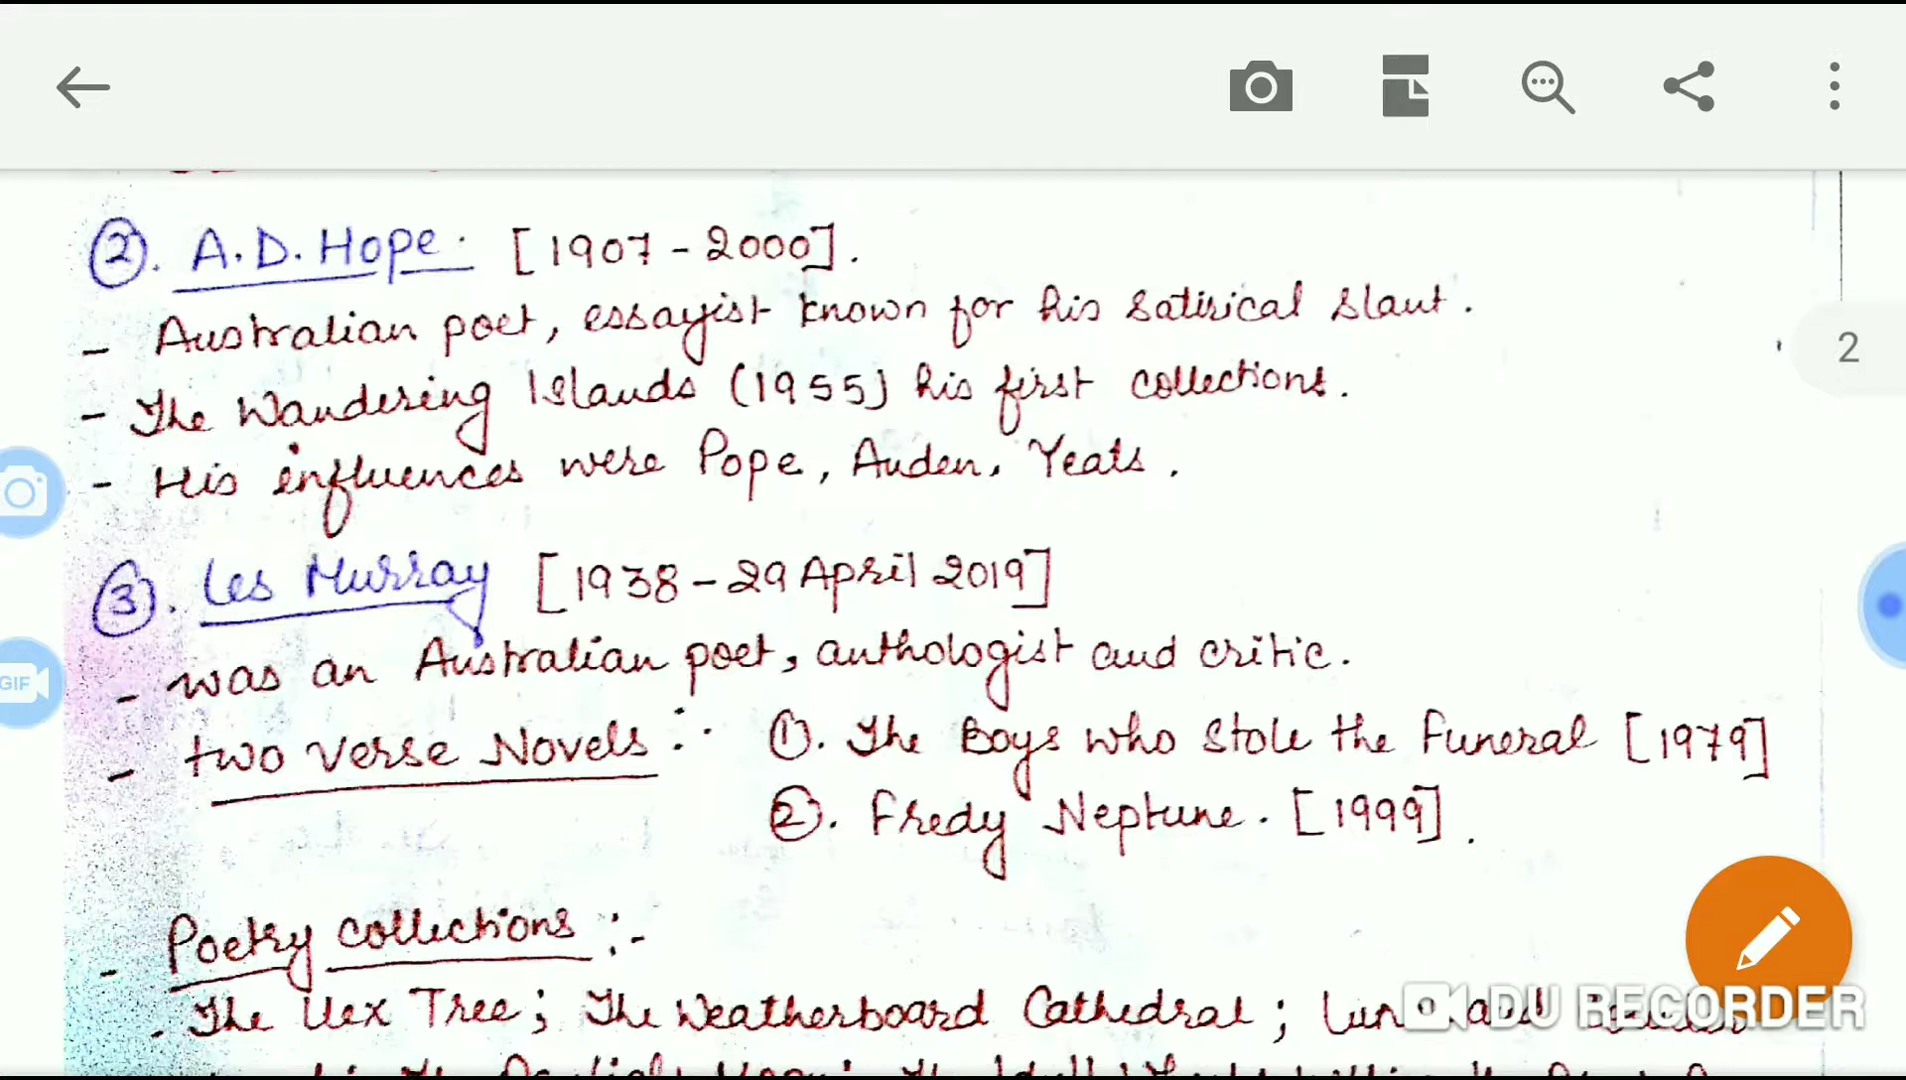 ②. A.D. Hope. [1907 - 2000].
2
- Australian poet, essayist known for his satirical slant.
- The Wandering Islands (1955) his first collections.
- His influences were Pope, Auden, Yeats.
③. Les Murray [1938 - 29 April 2019]
- was an Australian poet, anthologist and critic.
GIF
- two Verse Novels :· ①. The Boys who Stole the Funeral [1979]
②. Fredy Neptune. [1999].
- Poetry collections :-
. The Ilex Tree; The Weatherboard Cathedral; and
DU RECORDER